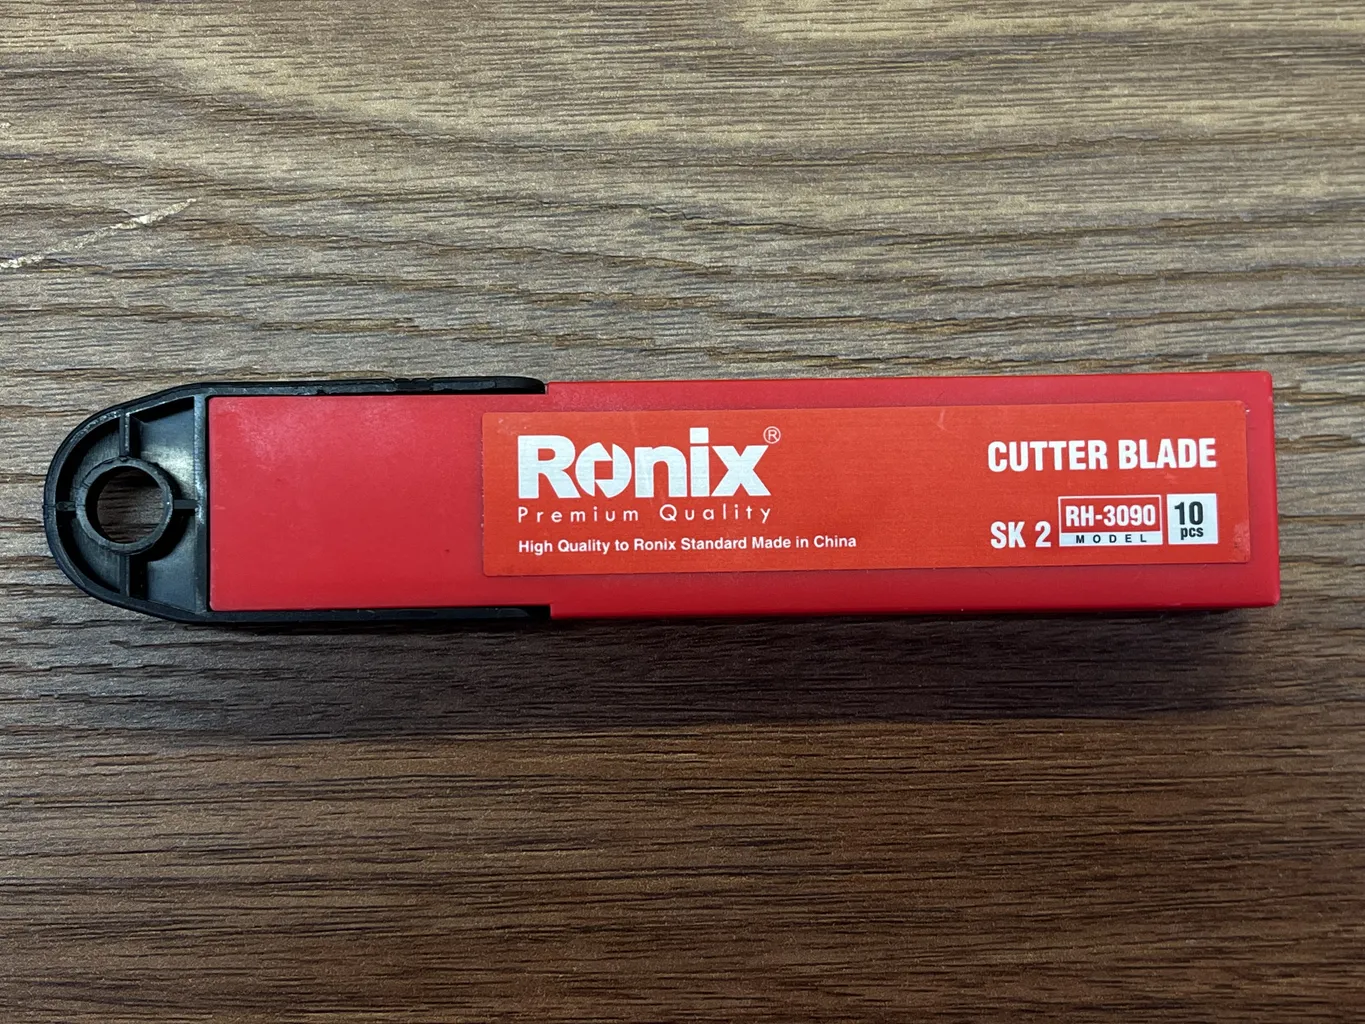 Ronix®
Premium Quality
High Quality to Ronix Standard Made in China
CUTTER BLADE
SK 2 RH-3090 10
MODEL pcs